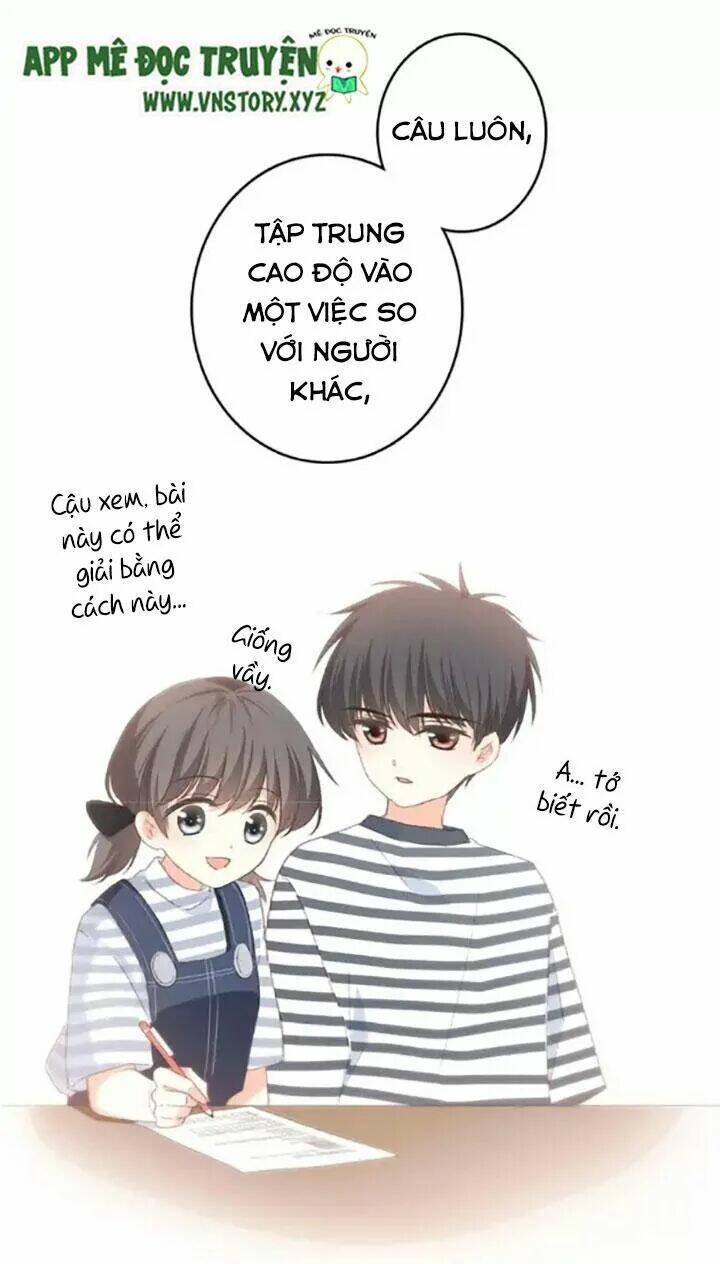 MÊ ĐỌC TRUYỆN
APP MÊ ĐỌC TRUYỆN
WWW.VNSTORY.XYZ
CÂU LUÔN,
TẬP TRUNG
CAO ĐỘ VÀO
MỘT VIỆC SO
VỚI NGƯỜI
KHÁC,
Cậu xem, bài
này có thể
giải bằng
cách này...
Giống
vầy.
A... tớ
biết rồi.